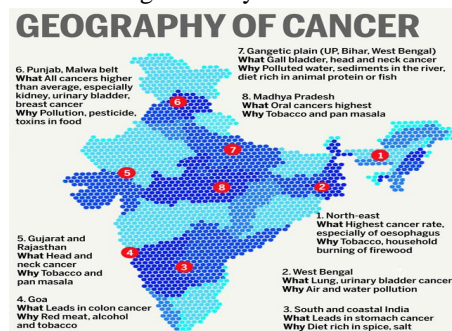 GEOGRAPHY OF CANCER
7. Gangetic plain (UP, Bihar, West Bengal)
What Gall bladder, head and neck cancer
Why Polluted water, sediments in the river,
diet rich in animal protein or fish
6. Punjab, Malwa belt
What All cancers higher
than average, especially
kidney, urinary bladder,
breast cancer
Why Pollution, pesticide,
toxins in food
8. Madhya Pradesh
What Oral cancers highest
Why Tobacco and pan masala
6
7
1
5
8
2
4
3
1. North-east
What Highest cancer rate,
especially of oesophagus
Why Tobacco, household
burning of firewood
5. Gujarat and
Rajasthan
What Head and
neck cancer
Why Tobacco and
pan masala
2. West Bengal
What Lung, urinary bladder cancer
Why Air and water pollution
4. Goa
What Leads in colon cancer
Why Red meat, alcohol
and tobacco
3. South and coastal India
What Leads in stomach cancer
Why Diet rich in spice, salt